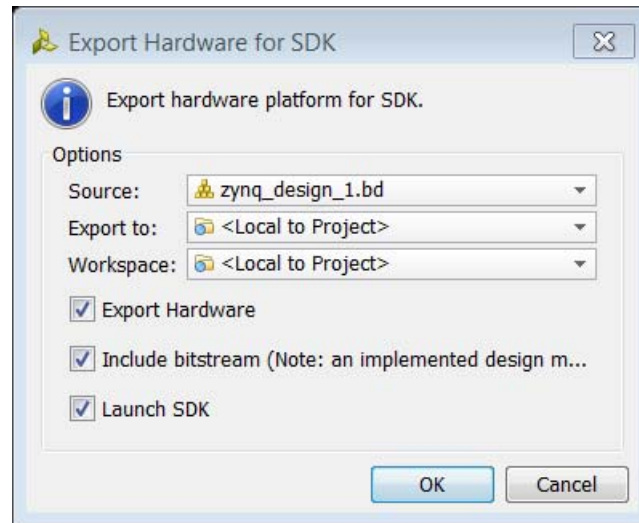 Export Hardware for SDK
Export hardware platform for SDK.
Options
Source: zynq_design_1.bd
Export to: <Local to Project>
Workspace: <Local to Project>
Export Hardware
Include bitstream (Note: an implemented design m...
Launch SDK
OK Cancel